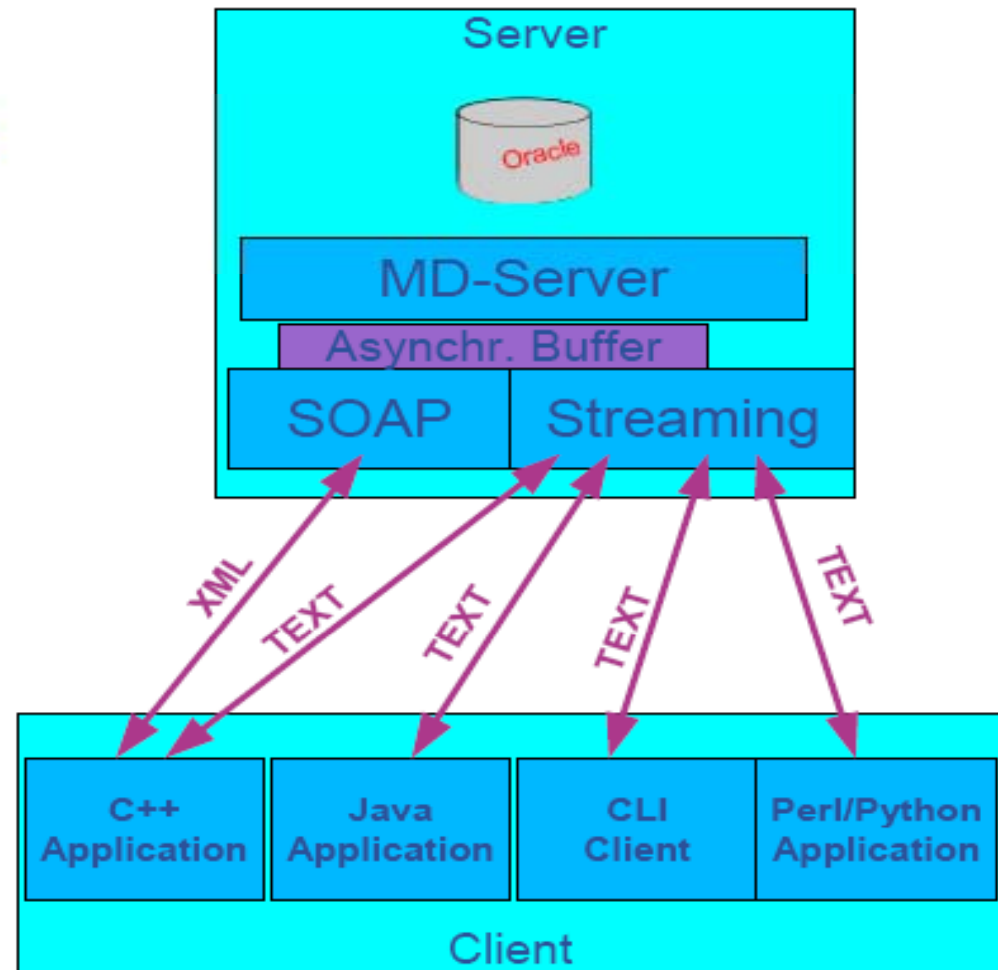 Server
Oracle
MD-Server
Asynchr. Buffer
SOAP
Streaming
XML
TEXT
TEXT
TEXT
TEXT
C++
Application
Java
Application
CLI
Client
Perl/Python
Application
Client